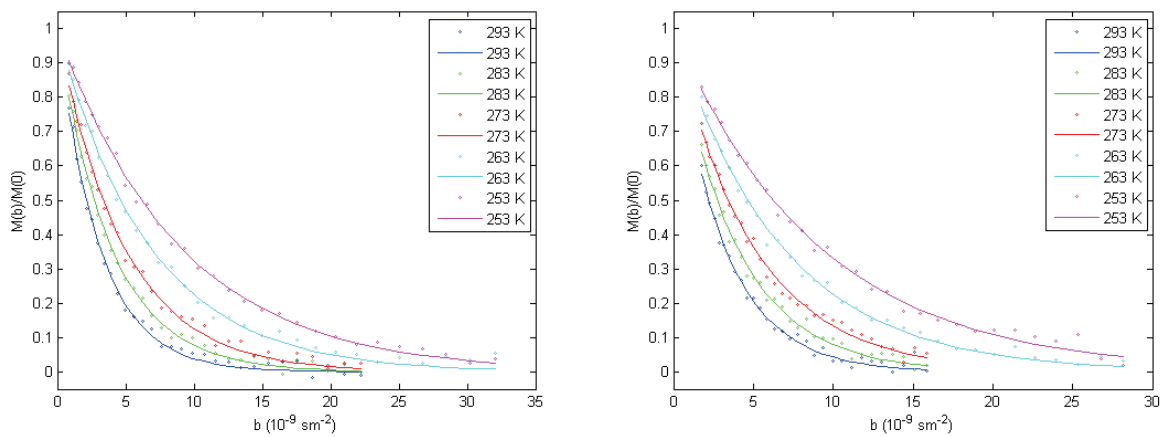 1
0.9
0.8
0.7
0.6
0.5
0.4
0.3
0.2
0.1
0
M(b)/M(0)
0 5 10 15 20 25 30 35
b (10⁻⁹ sm⁻²)
293 K
293 K
283 K
283 K
273 K
273 K
263 K
263 K
253 K
253 K
1
0.9
0.8
0.7
0.6
0.5
0.4
0.3
0.2
0.1
0
M(b)/M(0)
0 5 10 15 20 25 30
b (10⁻⁹ sm⁻²)
293 K
293 K
283 K
283 K
273 K
273 K
263 K
263 K
253 K
253 K